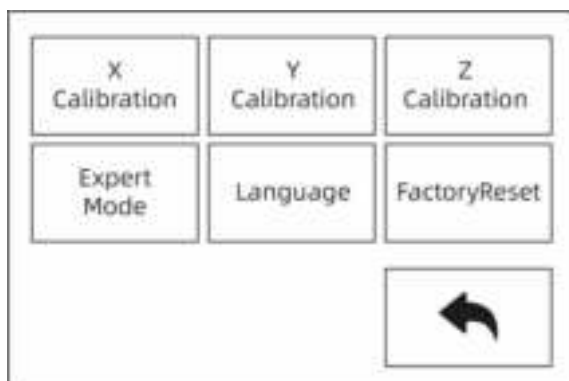 X
Calibration
Y
Calibration
Z
Calibration
Expert
Mode
Language
FactoryReset